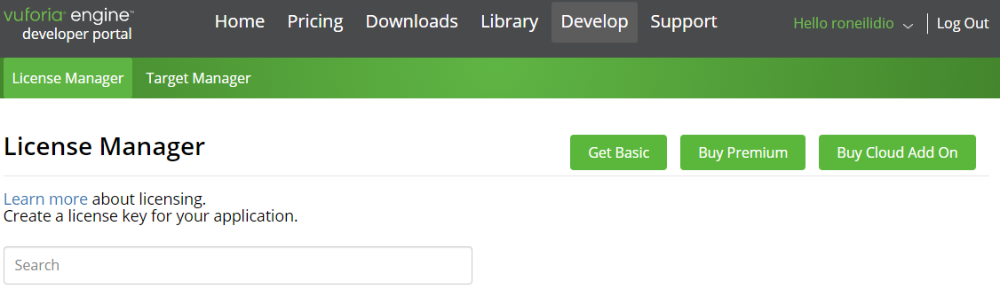 vuforia engine™
developer portal
Home Pricing Downloads Library Develop Support
Hello roneilidio Log Out
License Manager Target Manager
License Manager
Get Basic Buy Premium Buy Cloud Add On
Learn more about licensing.
Create a license key for your application.
Search